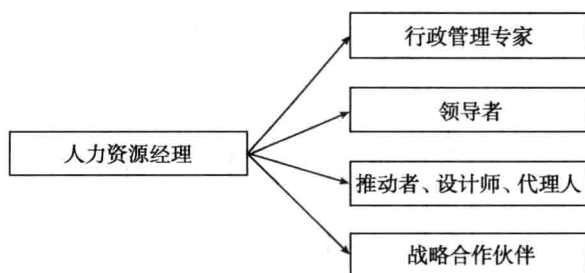 行政管理专家
领导者
人力资源经理
推动者、设计师、代理人
战略合作伙伴